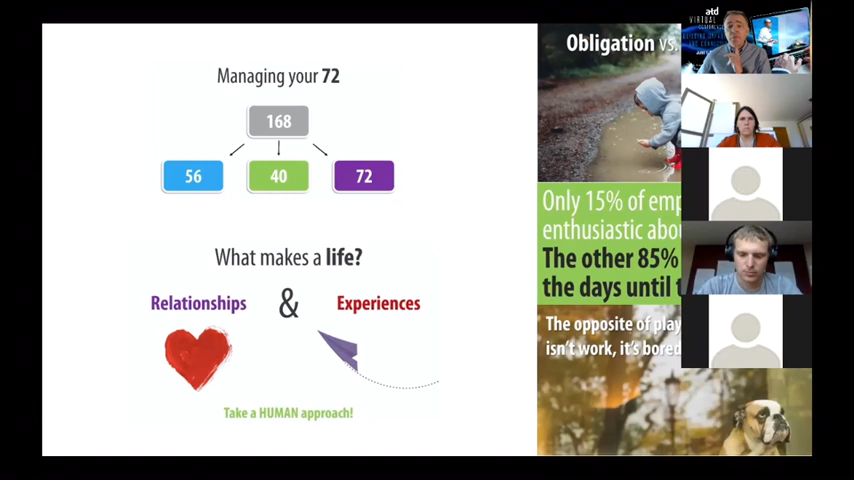 Managing your 72
168
56 40 72
What makes a life?
Relationships & Experiences
Take a HUMAN approach!
Obligation vs.
Only 15% of emp
enthusiastic abou
The other 85%
the days until t
The opposite of play
isn't work, it's bored
atd
VIRTUAL